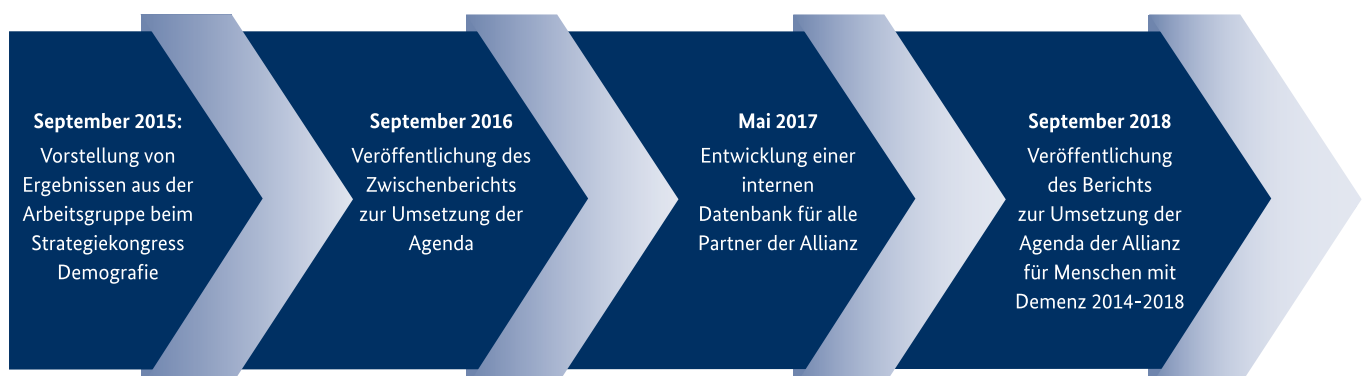 September 2015:
Vorstellung von
Ergebnissen aus der
Arbeitsgruppe beim
Strategiekongress
Demografie
September 2016
Veröffentlichung des
Zwischenberichts
zur Umsetzung der
Agenda
Mai 2017
Entwicklung einer
internen
Datenbank für alle
Partner der Allianz
September 2018
Veröffentlichung
des Berichts
zur Umsetzung der
Agenda der Allianz
für Menschen mit
Demenz 2014-2018